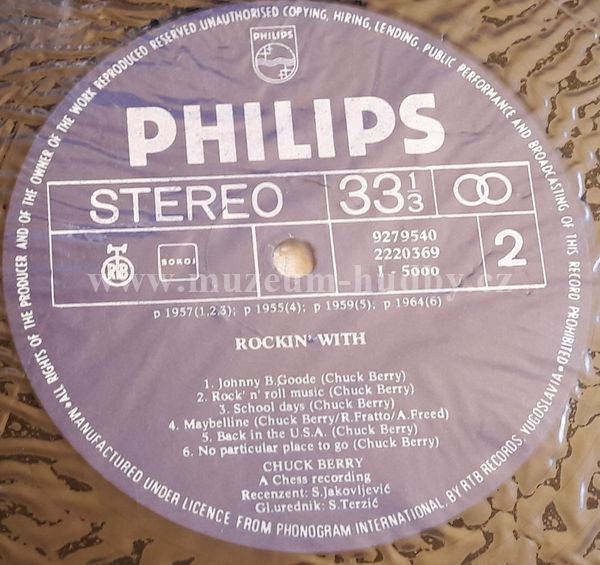 • ALL RIGHTS OF THE PRODUCER AND OF THE OWNER OF THE WORK REPRODUCED RESERVED. UNAUTHORISED COPYING, HIRING, LENDING, PUBLIC PERFORMANCE AND BROADCASTING OF THIS RECORD PROHIBITED •
PHILIPS
PHILIPS
STEREO 33 1/3
RTB SOKOJ 9279540 2
2220369
1 - 5000
www.muzeum-hudby.cz
p 1957(1,2,3); p 1955(4); p 1959(5); p 1964(6)
ROCKIN' WITH
1. Johnny B.Goode (Chuck Berry)
2. Rock' n' roll music (Chuck Berry)
3. School days (Chuck Berry)
4. Maybelline (Chuck Berry/R.Fratto/A.Freed)
5. Back in the U.S.A. (Chuck Berry)
6. No particular place to go (Chuck Berry)
CHUCK BERRY
A Chess recording
Recenzent: S.Jakovljević
Gl.urednik: S.Terzić
MANUFACTURED UNDER LICENCE FROM PHONOGRAM INTERNATIONAL, BY RTB RECORDS, YUGOSLAVIA •